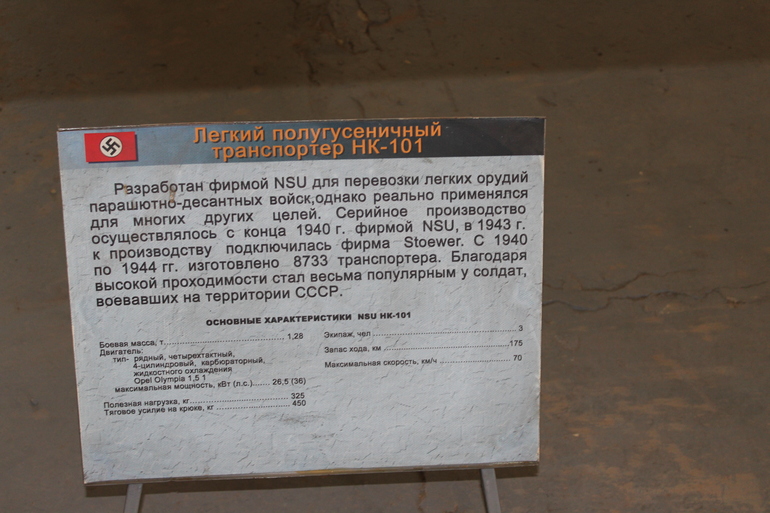 Легкий полугусеничный
транспортер НК-101
Разработан фирмой NSU для перевозки легких орудий
парашютно-десантных войск,однако реально применялся
для многих других целей. Серийное производство
осуществлялось с конца 1940 г. фирмой NSU, в 1943 г.
к производству подключилась фирма Stoewer. С 1940
по 1944 гг. изготовлено 8733 транспортера. Благодаря
высокой проходимости стал весьма популярным у солдат,
воевавших на территории СССР.
ОСНОВНЫЕ ХАРАКТЕРИСТИКИ NSU НК-101
Боевая масса, т. 1,28
Двигатель:
тип- рядный, четырехтактный,
4-цилиндровый, карбюраторный,
жидкостного охлаждения
Opel Olympia 1,5 1
максимальная мощность, кВт (л.с.) 26,5 (36)
Полезная нагрузка, кг 325
Тяговое усилие на крюке, кг 450
Экипаж, чел 3
Запас хода, км 175
Максимальная скорость, км/ч 70